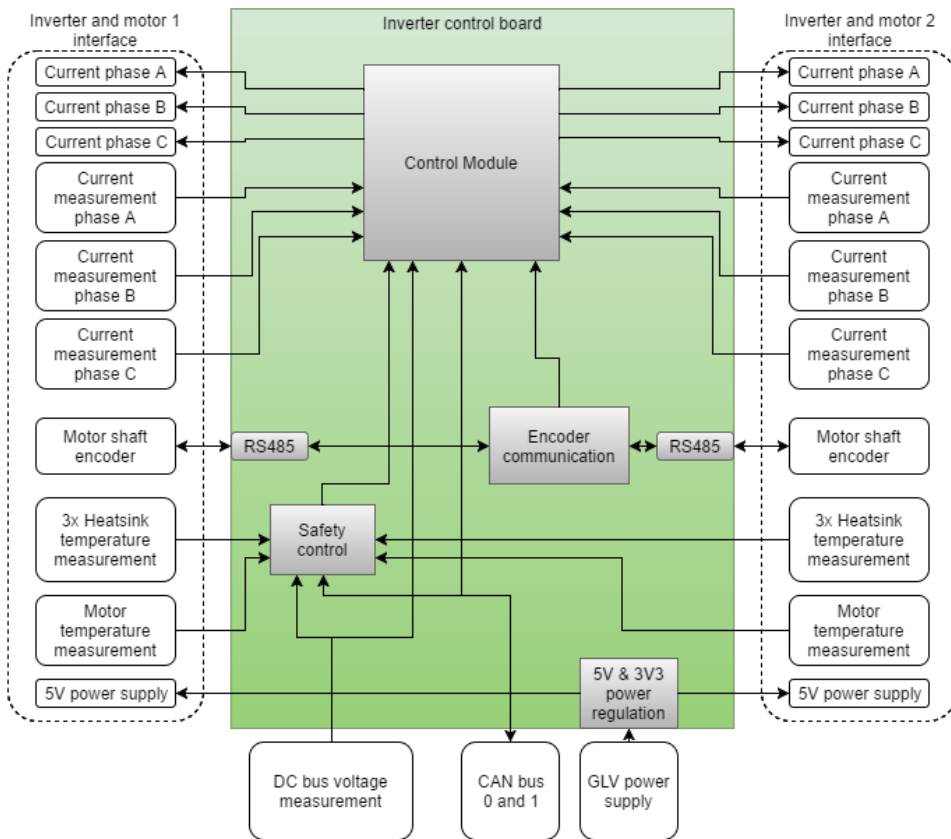 Inverter and motor 1
interface
Current phase A
Current phase B
Current phase C
Current
measurement
phase A
Current
measurement
phase B
Current
measurement
phase C
Motor shaft
encoder
3x Heatsink
temperature
measurement
Motor
temperature
measurement
5V power supply
Inverter control board
Control Module
RS485
Encoder
communication
RS485
Safety
control
5V & 3V3
power
regulation
DC bus voltage
measurement
CAN bus
0 and 1
GLV power
supply
Inverter and motor 2
interface
Current phase A
Current phase B
Current phase C
Current
measurement
phase A
Current
measurement
phase B
Current
measurement
phase C
Motor shaft
encoder
3x Heatsink
temperature
measurement
Motor
temperature
measurement
5V power supply